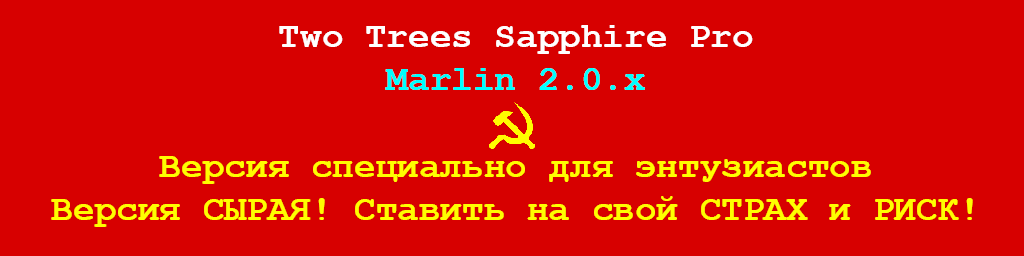 Two Trees Sapphire Pro
Marlin 2.0.x
Версия специально для энтузиастов
Версия СЫРАЯ! Ставить на свой СТРАХ и РИСК!